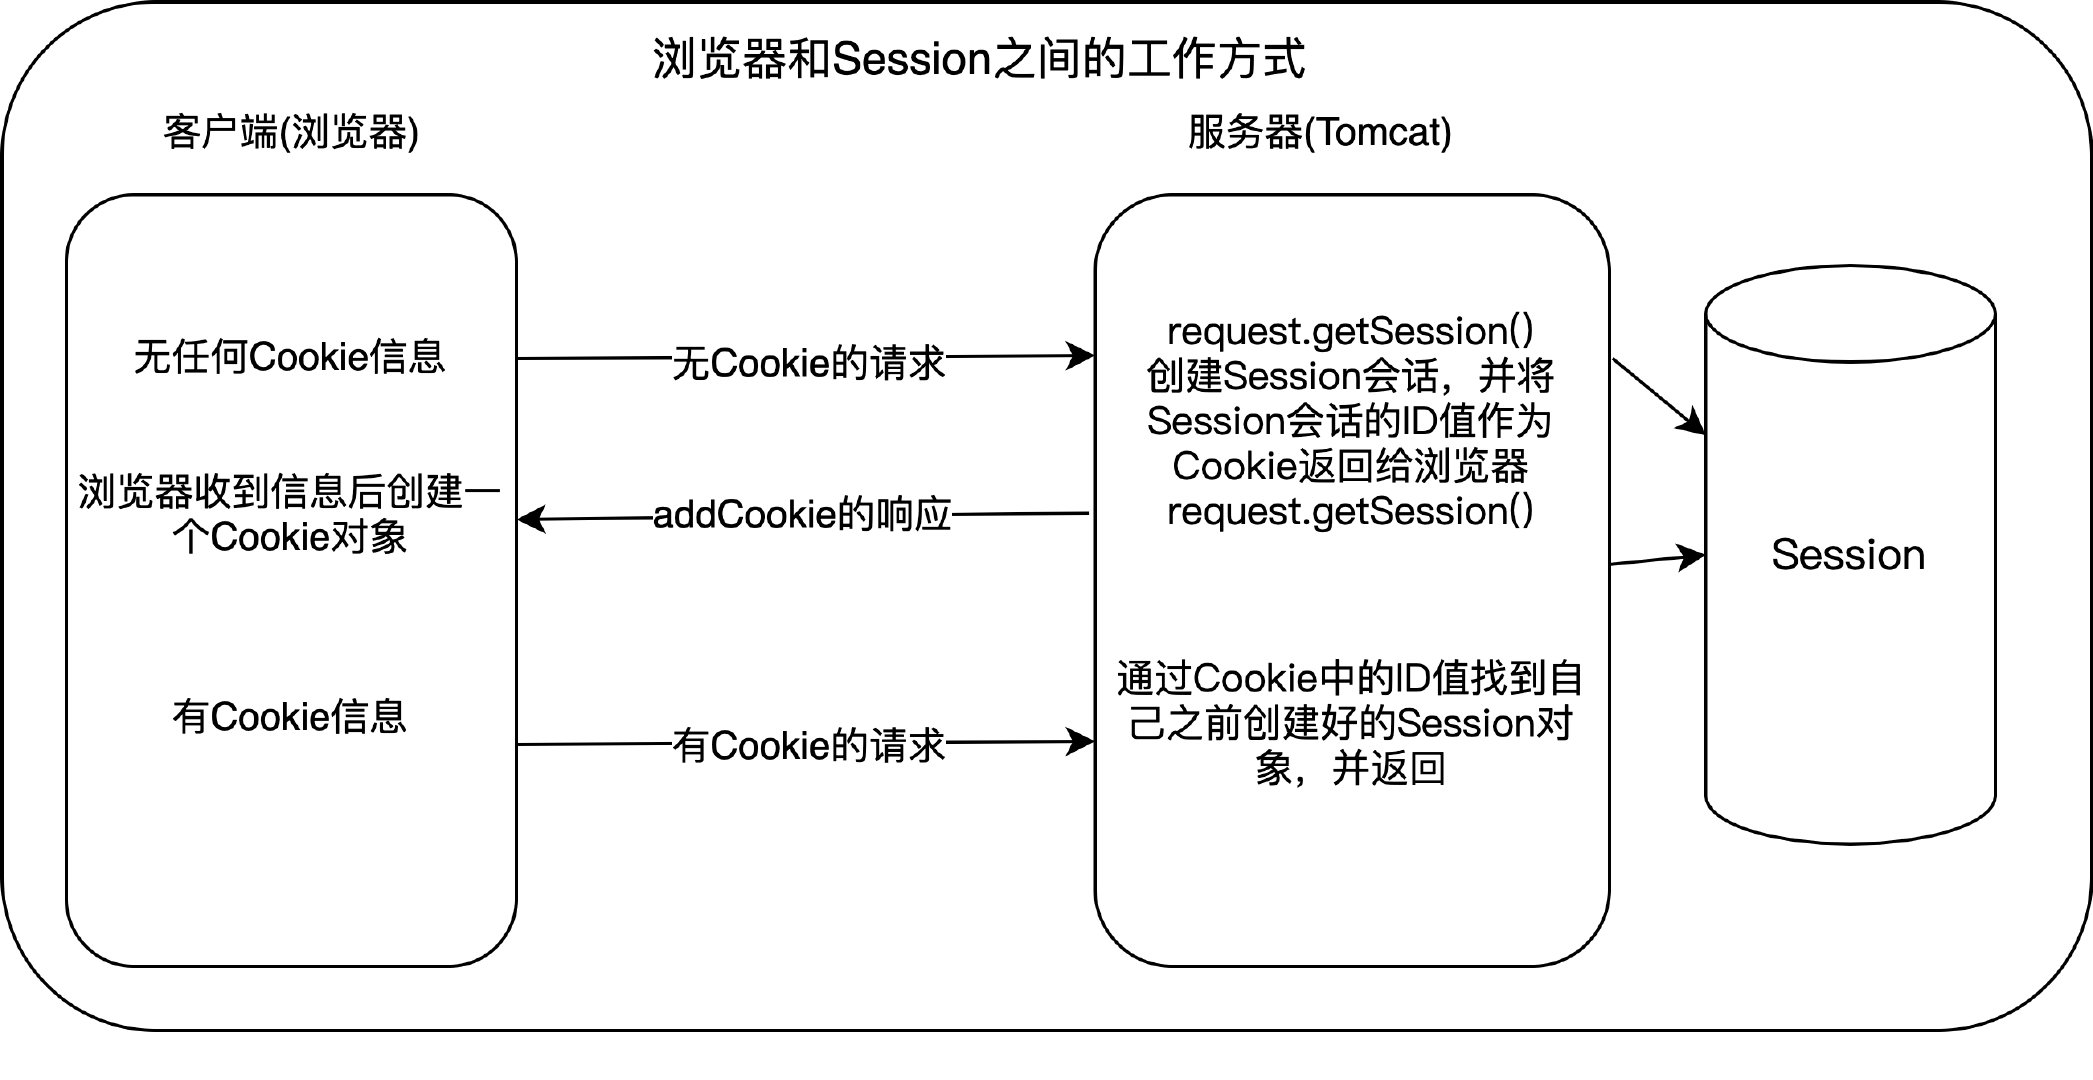 浏览器和Session之间的工作方式
客户端(浏览器)
服务器(Tomcat)
无任何Cookie信息
无Cookie的请求
request.getSession()
创建Session会话，并将
Session会话的ID值作为
Cookie返回给浏览器
request.getSession()
浏览器收到信息后创建一
个Cookie对象
addCookie的响应
Session
有Cookie信息
有Cookie的请求
通过Cookie中的ID值找到自
己之前创建好的Session对
象，并返回